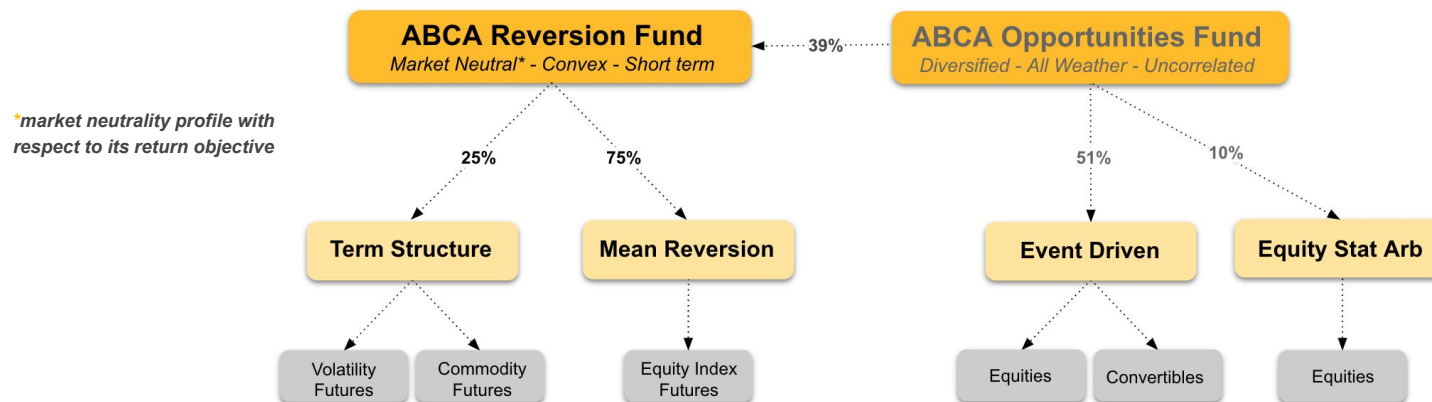 ABCA Reversion Fund
Market Neutral* - Convex - Short term
39%
ABCA Opportunities Fund
Diversified - All Weather - Uncorrelated
*market neutrality profile with
respect to its return objective
25%
75%
51%
10%
Term Structure
Mean Reversion
Event Driven
Equity Stat Arb
Volatility
Futures
Commodity
Futures
Equity Index
Futures
Equities
Convertibles
Equities